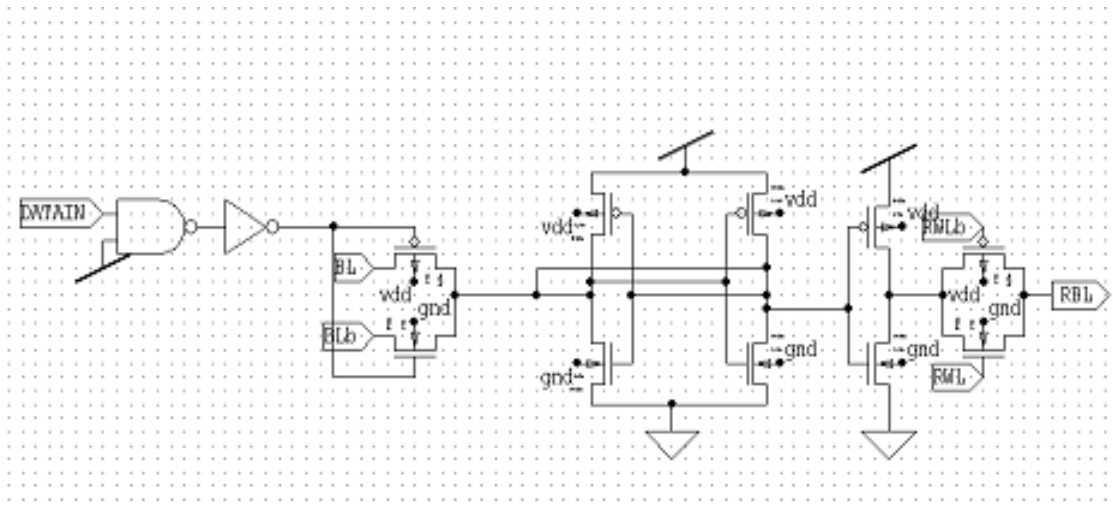 DATAIN
BL
vdd
gnd
BLb
vdd
gnd
vdd
gnd
vdd
gnd
RWLb
vdd
gnd
RWL
RBL